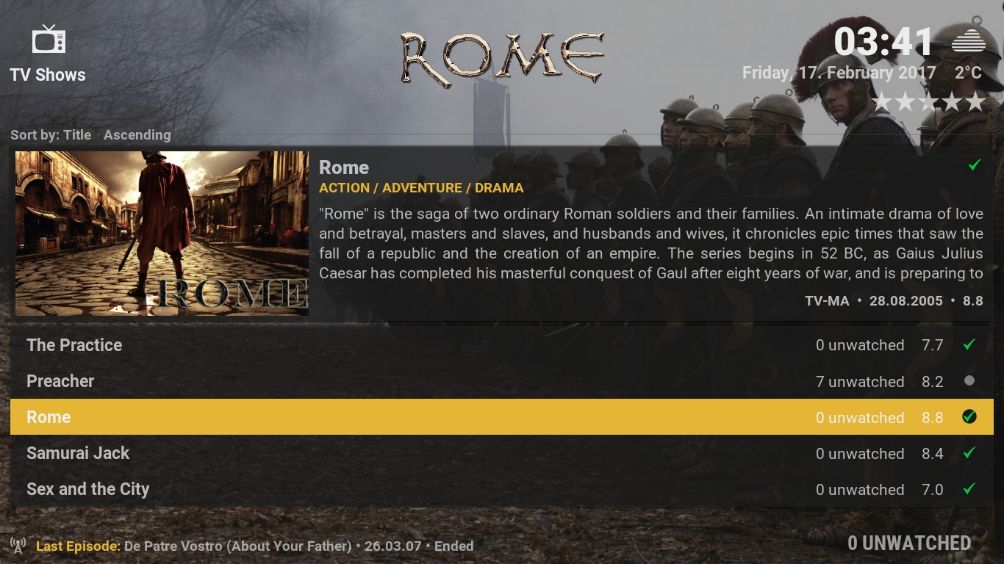 TV Shows
ROME
03:41
Friday, 17. February 2017 2°C
Sort by: Title Ascending
ROME
Rome
ACTION / ADVENTURE / DRAMA
"Rome" is the saga of two ordinary Roman soldiers and their families. An intimate drama of love
and betrayal, masters and slaves, and husbands and wives, it chronicles epic times that saw the
fall of a republic and the creation of an empire. The series begins in 52 BC, as Gaius Julius
Caesar has completed his masterful conquest of Gaul after eight years of war, and is preparing to
TV-MA • 28.08.2005 • 8.8
The Practice 0 unwatched 7.7
Preacher 7 unwatched 8.2
Rome 0 unwatched 8.8
Samurai Jack 0 unwatched 8.4
Sex and the City 0 unwatched 7.0
Last Episode: De Patre Vostro (About Your Father) • 26.03.07 • Ended
0 UNWATCHED